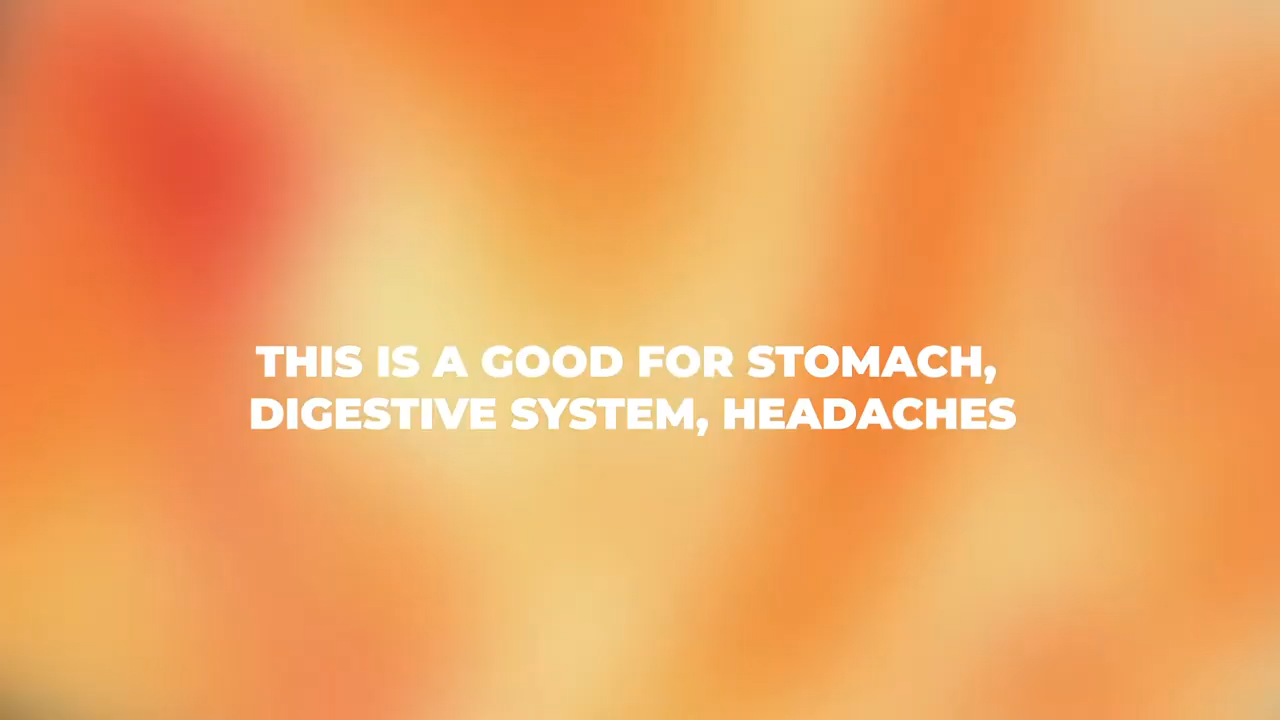 THIS IS A GOOD FOR STOMACH,
DIGESTIVE SYSTEM, HEADACHES